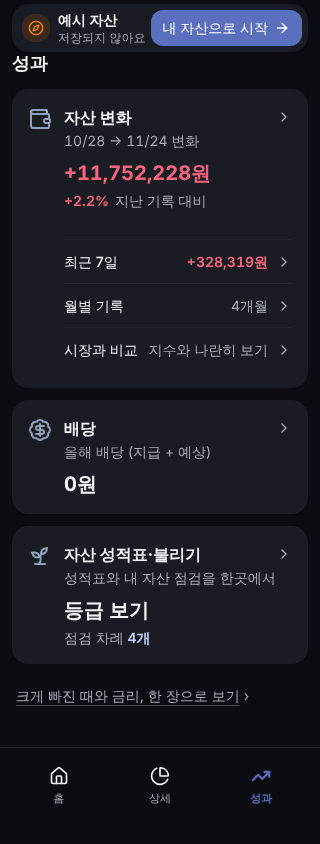 예시 자산
저장되지 않아요
내 자산으로 시작 →
성과
자산 변화
10/28 → 11/24 변화
+11,752,228원
+2.2% 지난 기록 대비
최근 7일 +328,319원
월별 기록 4개월
시장과 비교 지수와 나란히 보기
배당
올해 배당 (지급 + 예상)
0원
자산 성적표·불리기
성적표와 내 자산 점검을 한곳에서
등급 보기
점검 차례 4개
크게 빠진 때와 금리, 한 장으로 보기 ›
홈 상세 성과